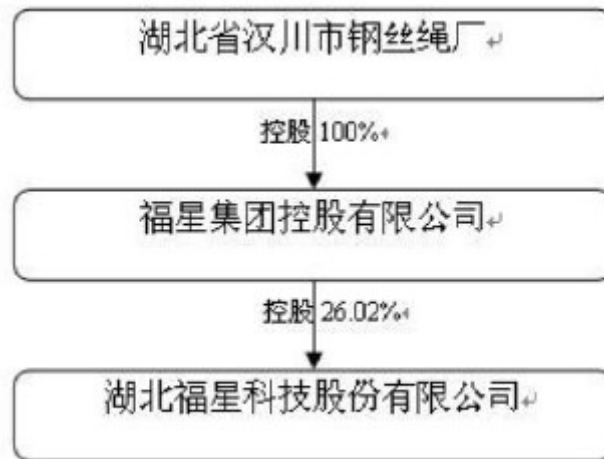 湖北省汉川市钢丝绳厂
控股 100%
福星集团控股有限公司
控股 26.02%
湖北福星科技股份有限公司